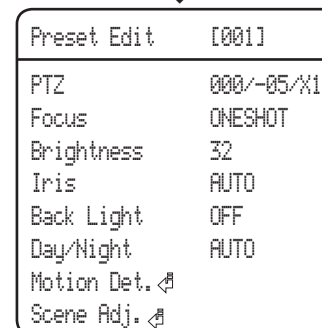 Preset Edit [001]
PTZ 000/-05/X1
Focus ONESHOT
Brightness 32
Iris AUTO
Back Light OFF
Day/Night AUTO
Motion Det.
Scene Adj.